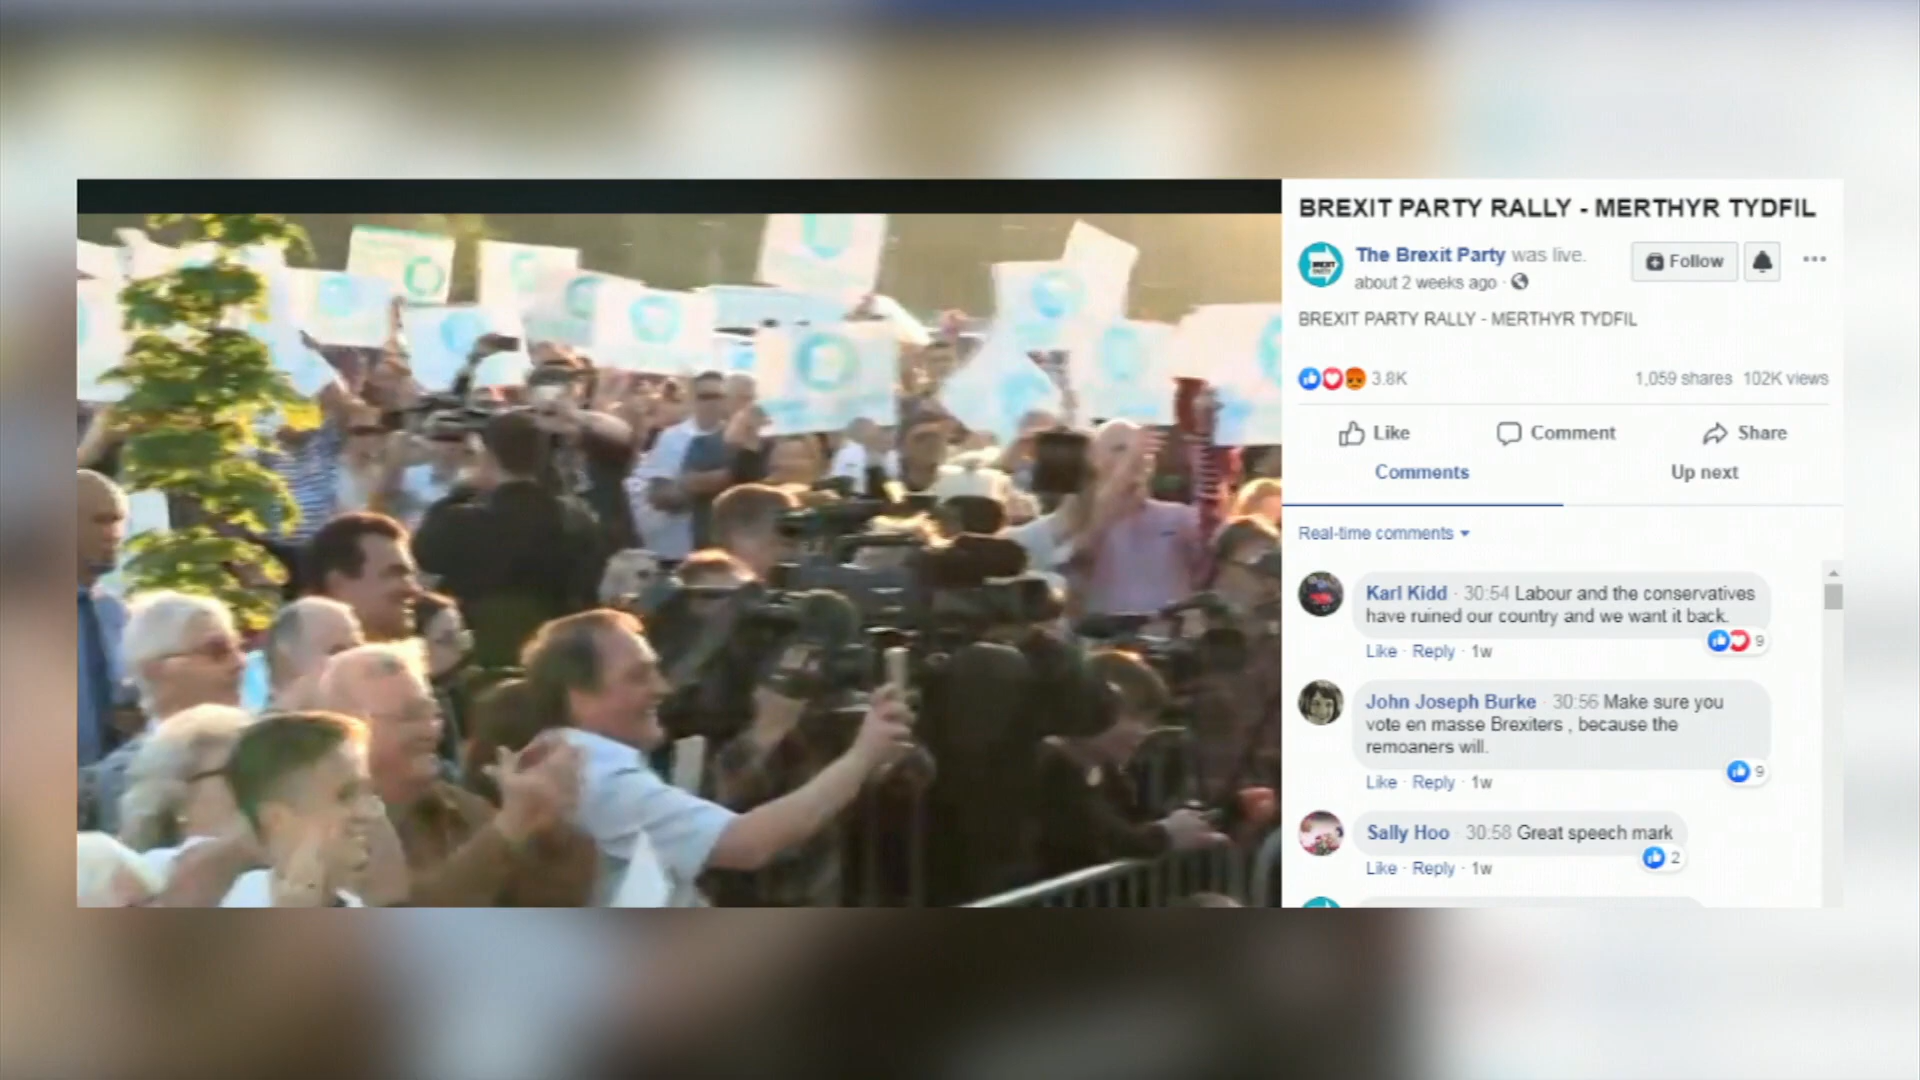 BREXIT PARTY RALLY - MERTHYR TYDFIL
The Brexit Party was live.
about 2 weeks ago ·
Follow
BREXIT PARTY RALLY - MERTHYR TYDFIL
3.8K 1,059 shares 102K views
Like Comment Share
Comments Up next
Real-time comments
Karl Kidd · 30:54 Labour and the conservatives
have ruined our country and we want it back.
9
Like · Reply · 1w
John Joseph Burke · 30:56 Make sure you
vote en masse Brexiters , because the
remoaners will.
9
Like · Reply · 1w
Sally Hoo · 30:58 Great speech mark
2
Like · Reply · 1w